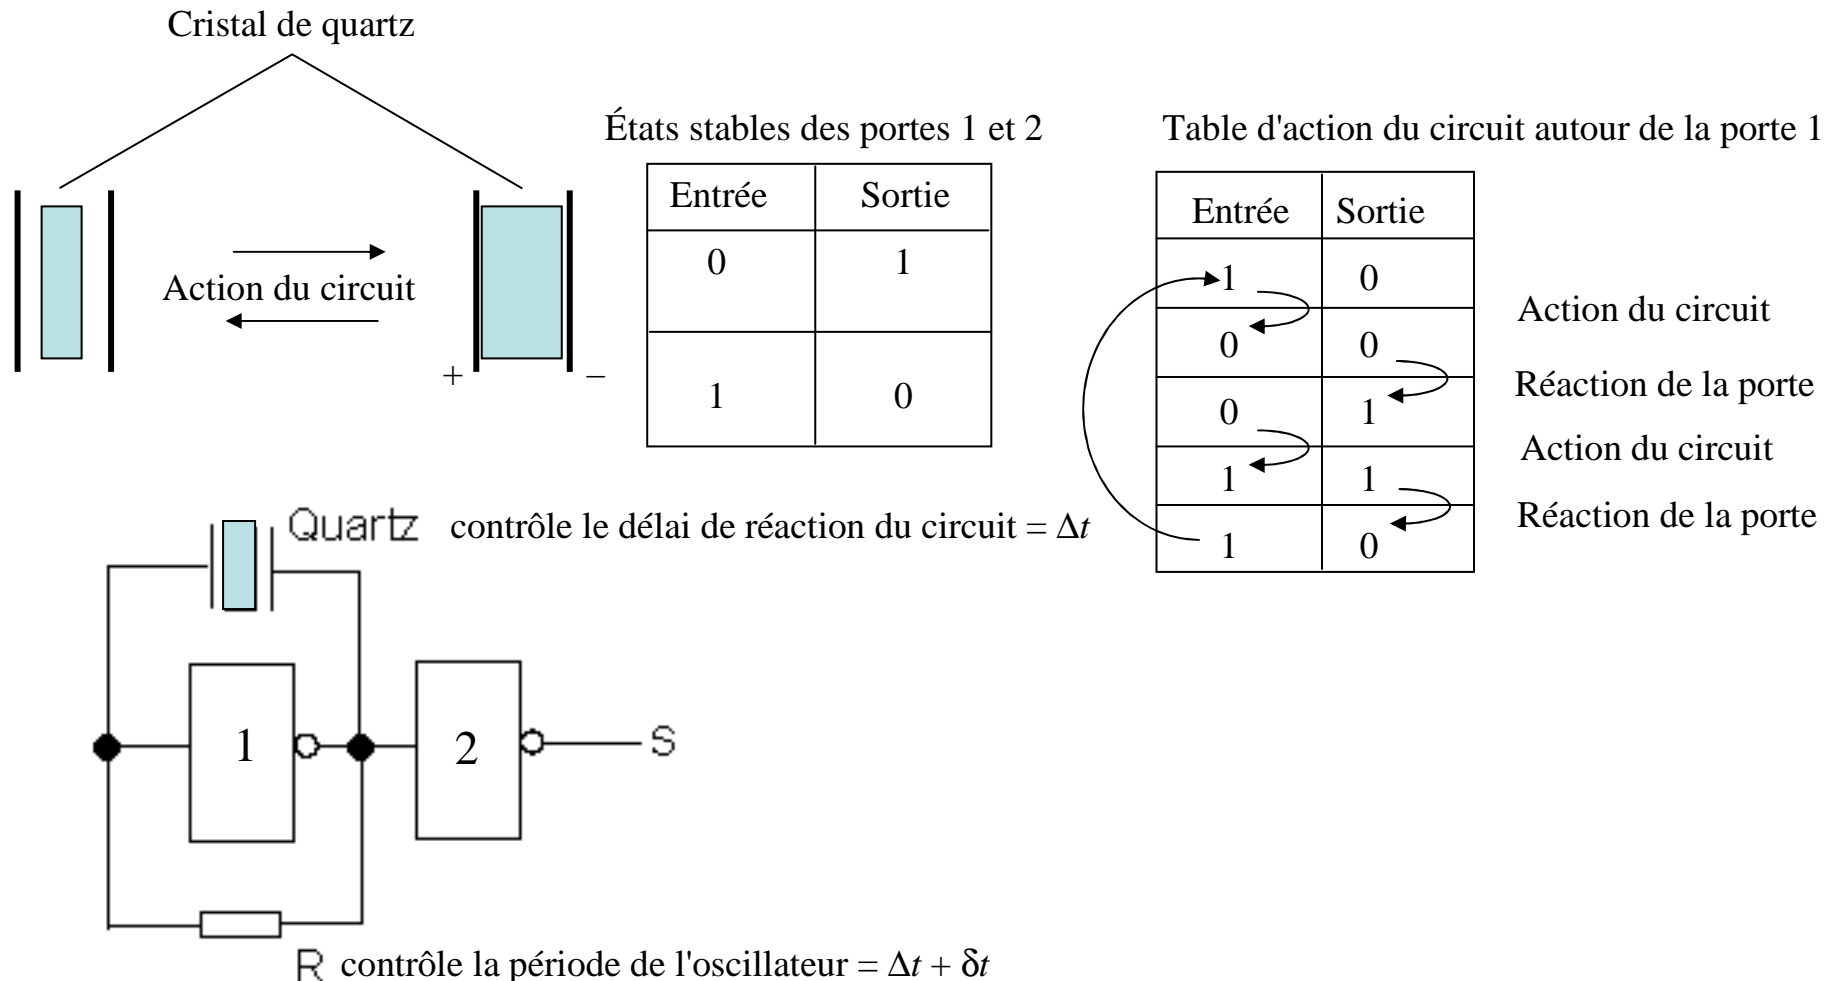 Cristal de quartz
Action du circuit
+ –
États stables des portes 1 et 2
Entrée Sortie
0 1
1 0
Table d'action du circuit autour de la porte 1
Entrée Sortie
1 0
Action du circuit
0 0
Réaction de la porte
0 1
Action du circuit
1 1
Réaction de la porte
1 0
Quartz contrôle le délai de réaction du circuit = Δt
1 2 S
R contrôle la période de l'oscillateur = Δt + δt